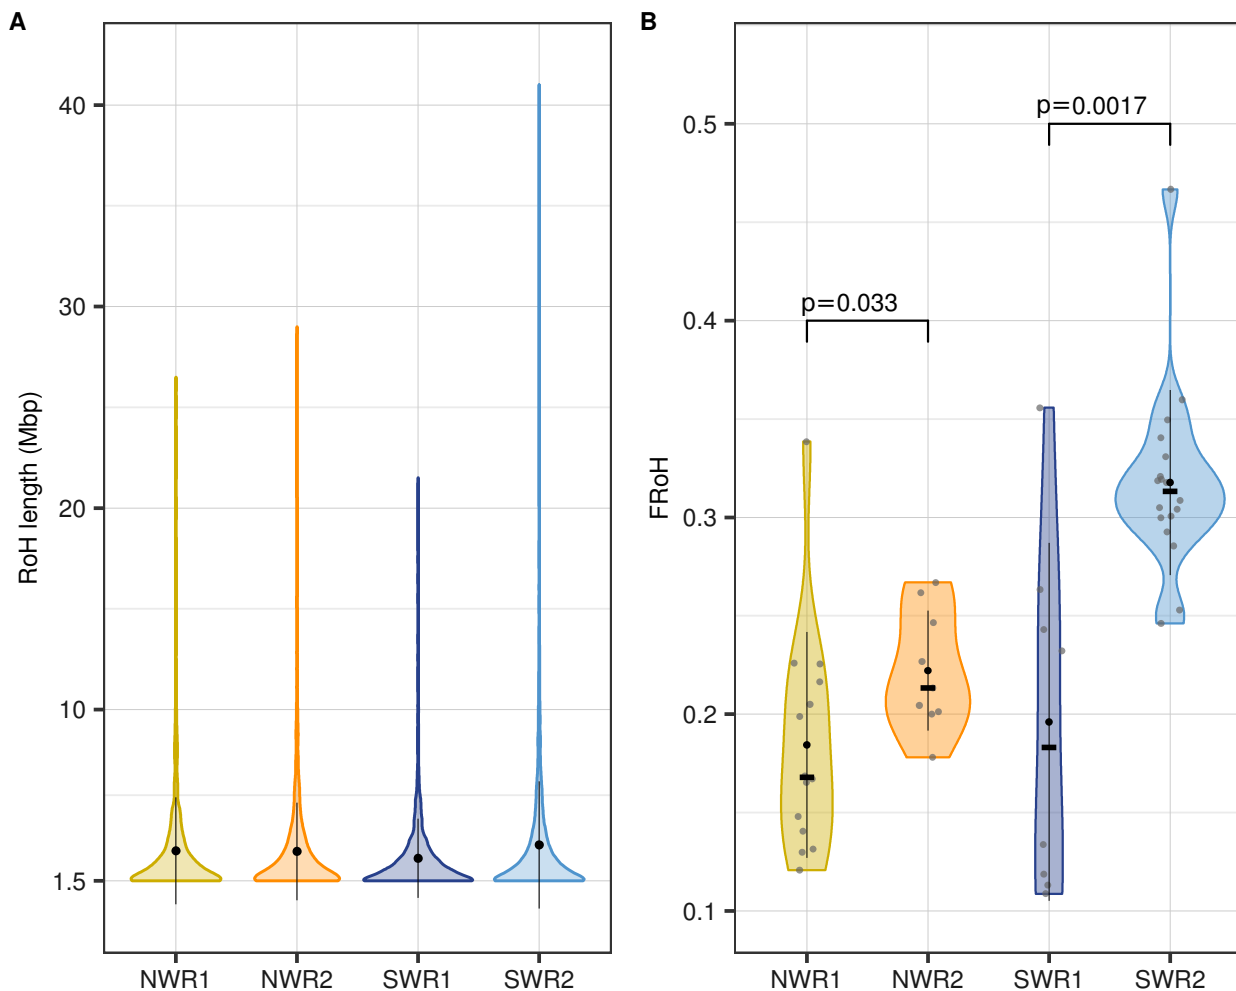 A
RoH length (Mbp)
40
30
20
10
1.5
NWR1
NWR2
SWR1
SWR2
B
FRoH
0.5
0.4
0.3
0.2
0.1
p=0.0017
p=0.033
NWR1
NWR2
SWR1
SWR2